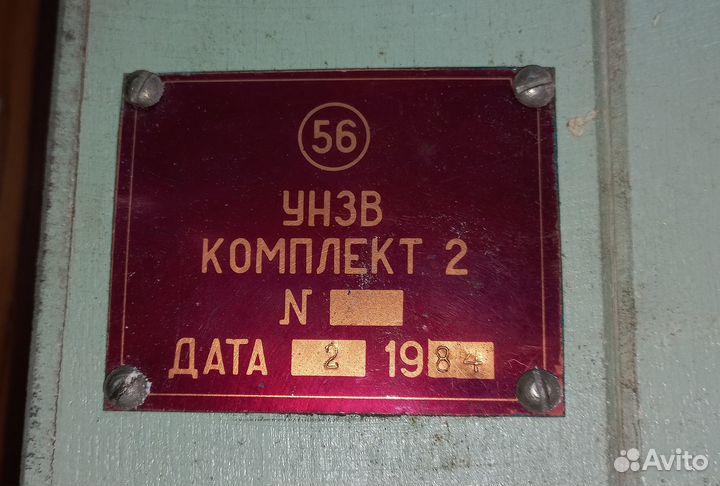 56
УНЗВ
КОМПЛЕКТ 2
N
ДАТА 2 1984
Avito